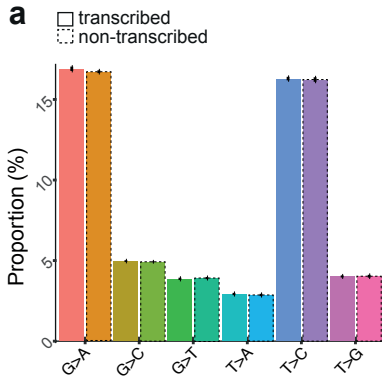 a
transcribed
non-transcribed
Proportion (%)
15
10
5
0
G>A
G>C
G>T
T>A
T>C
T>G